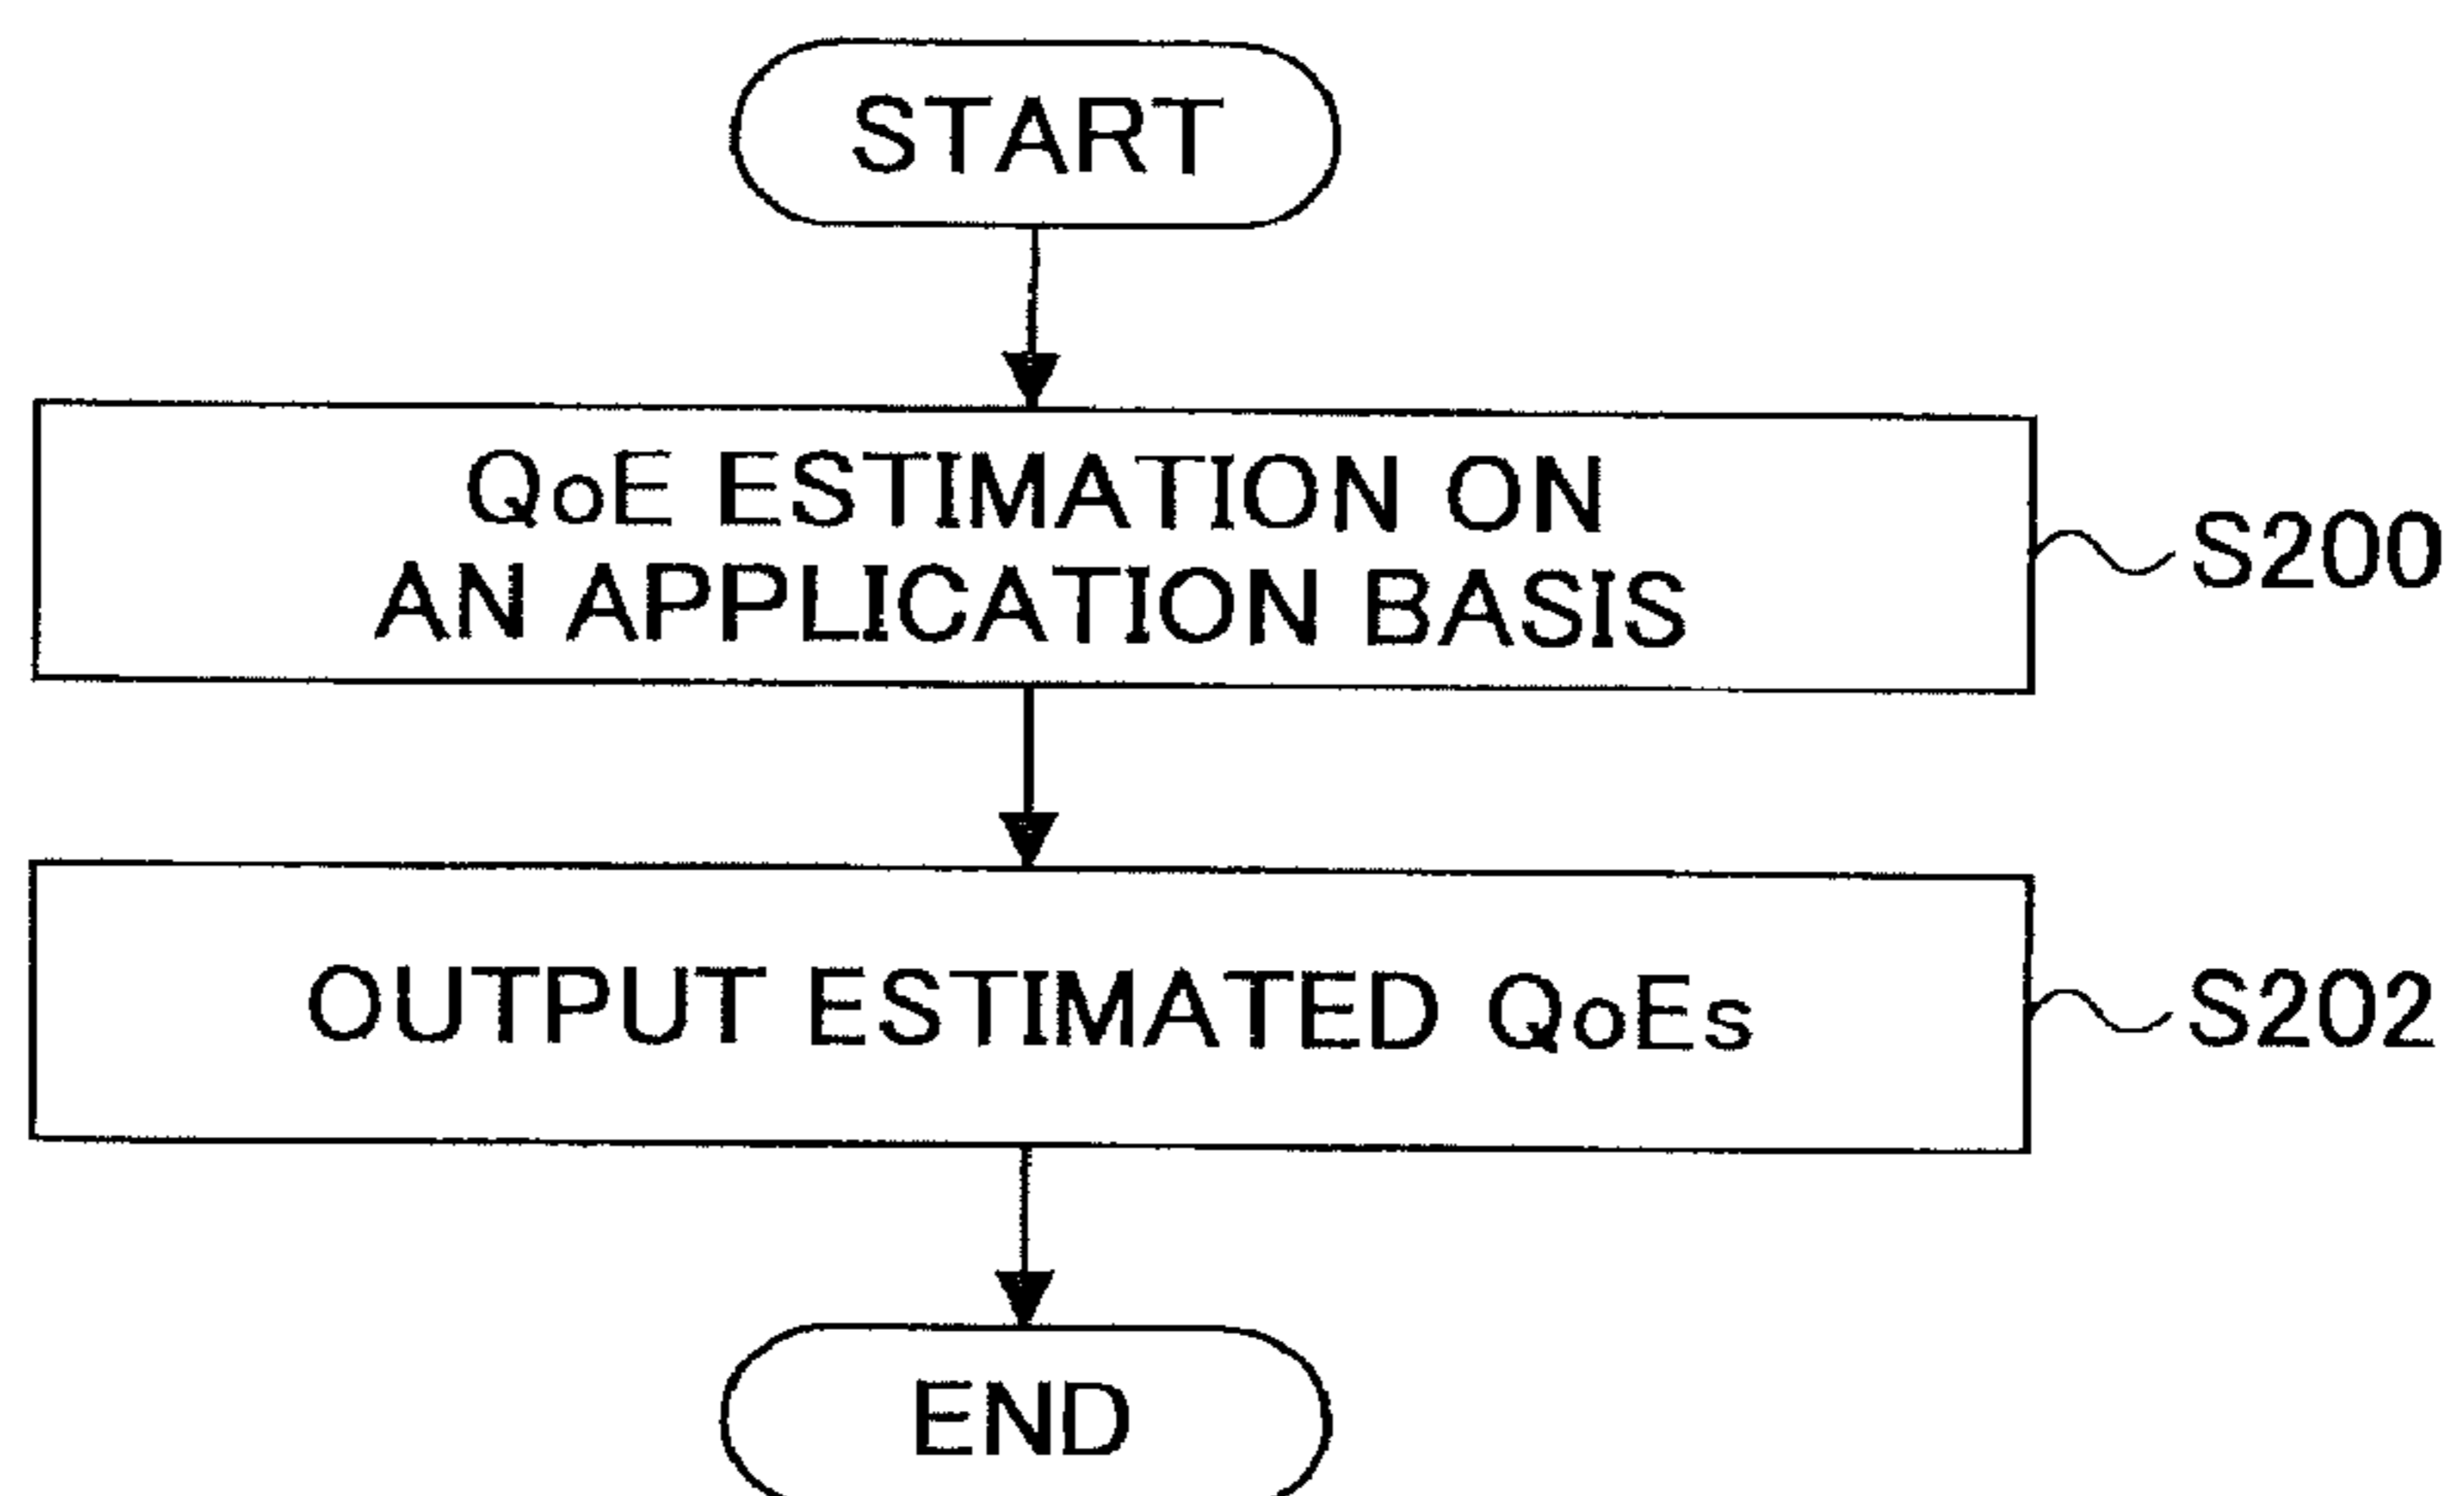 START
QoE ESTIMATION ON
AN APPLICATION BASIS
S200
OUTPUT ESTIMATED QoEs
S202
END